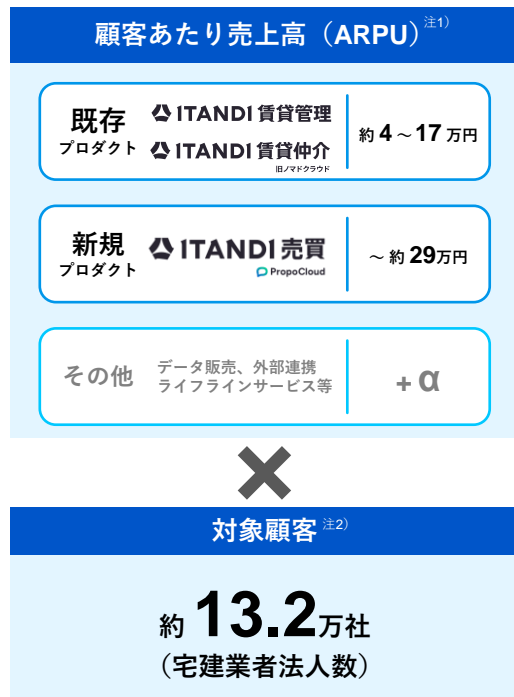 顧客あたり売上高（ARPU）注1）
既存
プロダクト
ITANDI 賃貸管理
ITANDI 賃貸仲介
旧ノマドクラウド
約 4 ～ 17 万円
新規
プロダクト
ITANDI 売買
PropoCloud
～ 約 29万円
その他
データ販売、外部連携
ライフラインサービス等
+ α
×
対象顧客 注2）
約 13.2万社
（宅建業者法人数）